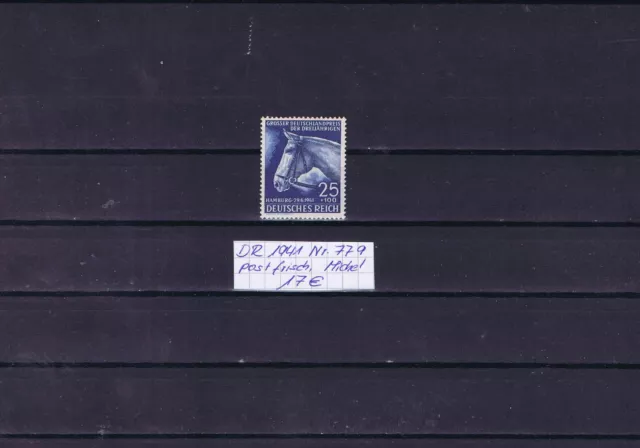 GROSSER DEUTSCHLANDPREIS
DER DREIJÄHRIGEN
25
+100
HAMBURG·29.6.1941
DEUTSCHES REICH
DR 1941 Nr. 779
postfrisch, Michel
17€